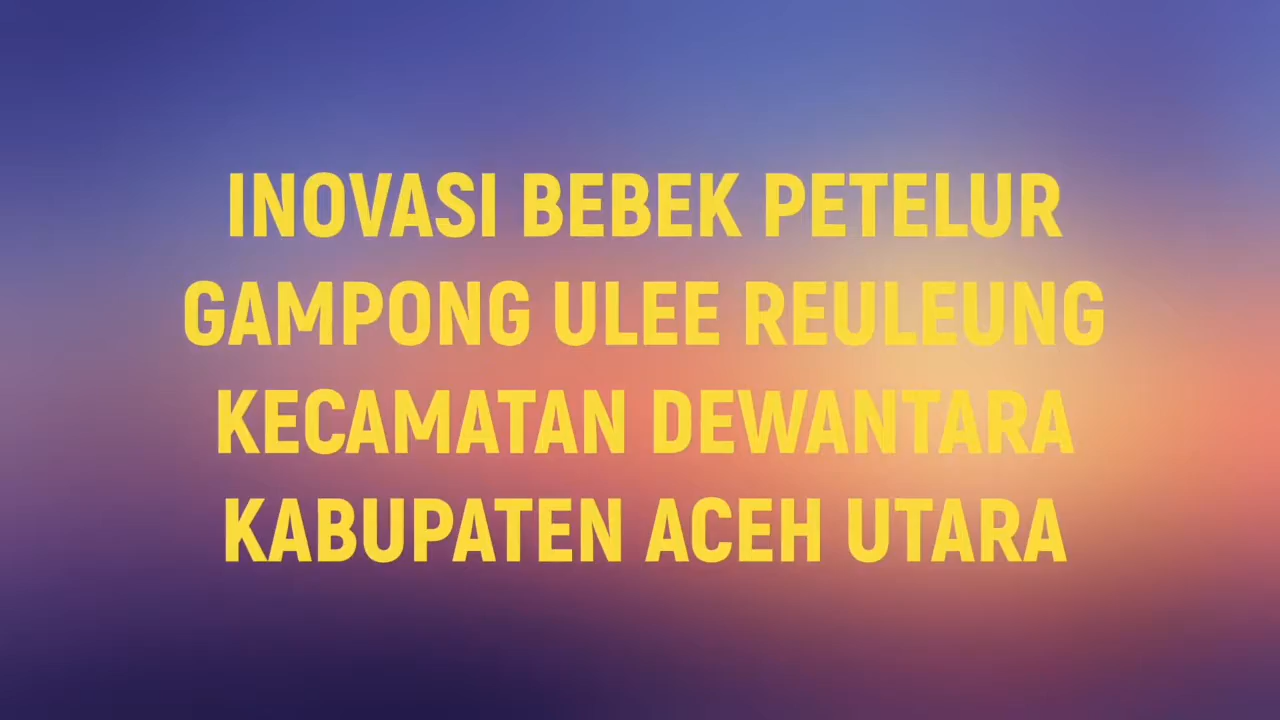 INOVASI BEBEK PETELUR
GAMPONG ULEE REULEUNG
KECAMATAN DEWANTARA
KABUPATEN ACEH UTARA